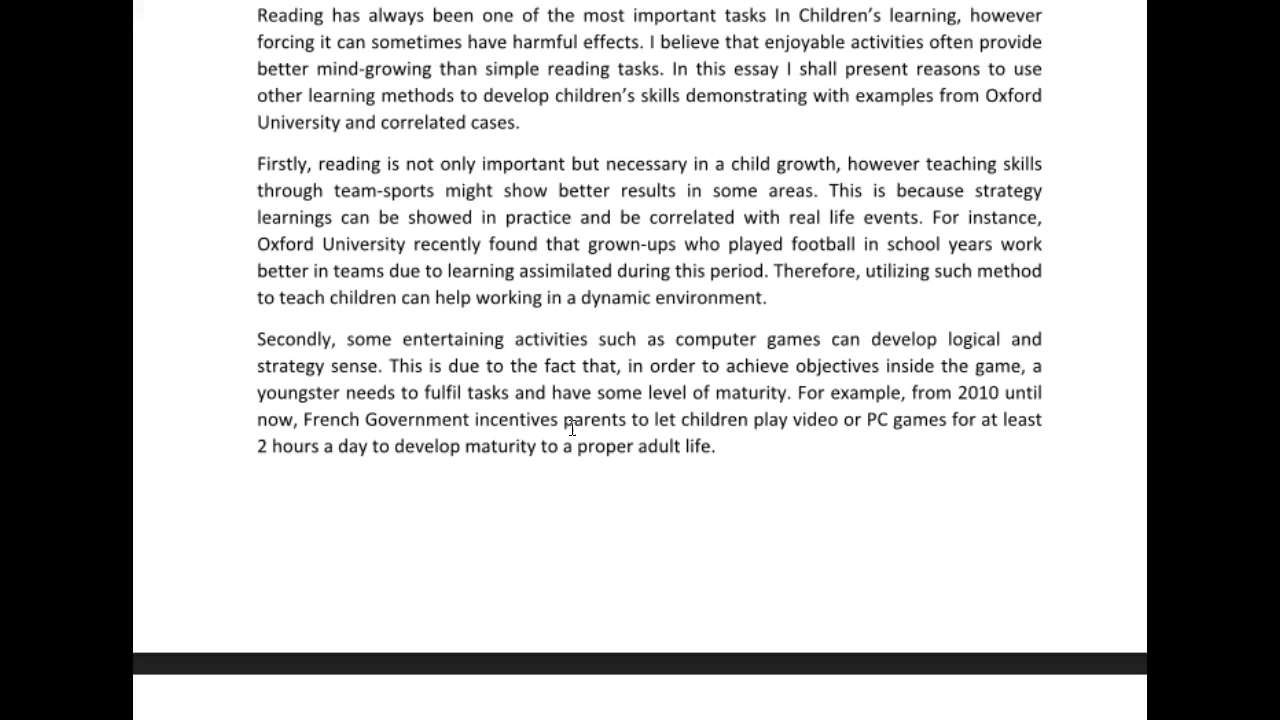 Reading has always been one of the most important tasks In Children’s learning, however
forcing it can sometimes have harmful effects. I believe that enjoyable activities often provide
better mind-growing than simple reading tasks. In this essay I shall present reasons to use
other learning methods to develop children’s skills demonstrating with examples from Oxford
University and correlated cases.
Firstly, reading is not only important but necessary in a child growth, however teaching skills
through team-sports might show better results in some areas. This is because strategy
learnings can be showed in practice and be correlated with real life events. For instance,
Oxford University recently found that grown-ups who played football in school years work
better in teams due to learning assimilated during this period. Therefore, utilizing such method
to teach children can help working in a dynamic environment.
Secondly, some entertaining activities such as computer games can develop logical and
strategy sense. This is due to the fact that, in order to achieve objectives inside the game, a
youngster needs to fulfil tasks and have some level of maturity. For example, from 2010 until
now, French Government incentives parents to let children play video or PC games for at least
2 hours a day to develop maturity to a proper adult life.